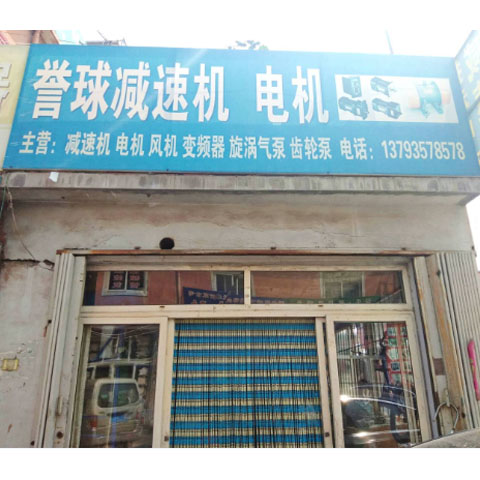 誉球减速机 电机
主营：减速机 电机 风机 变频器 旋涡气泵 齿轮泵 电话：13793578578